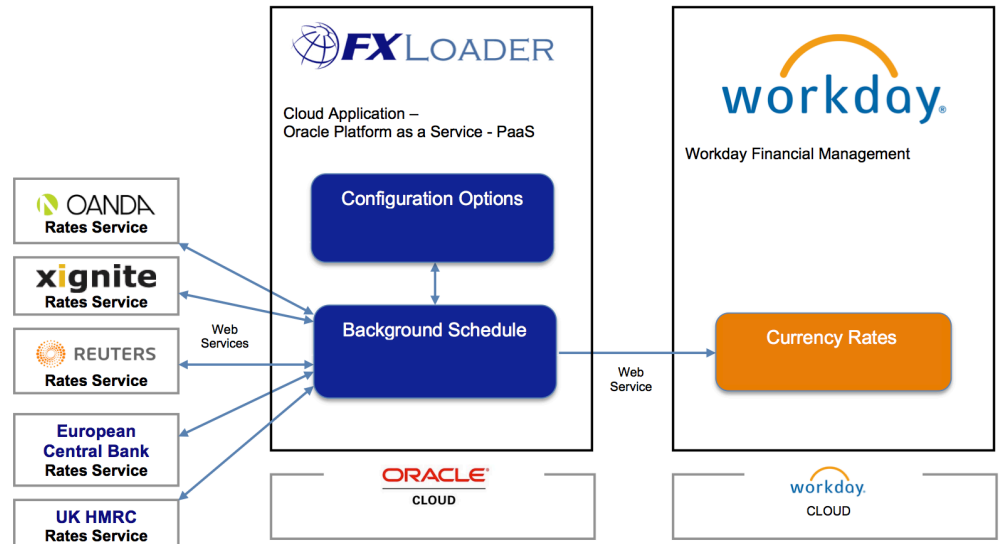 FXLOADER
Cloud Application –
Oracle Platform as a Service - PaaS
Configuration Options
Background Schedule
workday.®
Workday Financial Management
Currency Rates
OANDA
Rates Service
xignite
Rates Service
REUTERS
Rates Service
European
Central Bank
Rates Service
UK HMRC
Rates Service
Web
Services
Web
Service
ORACLE®
CLOUD
workday.
CLOUD